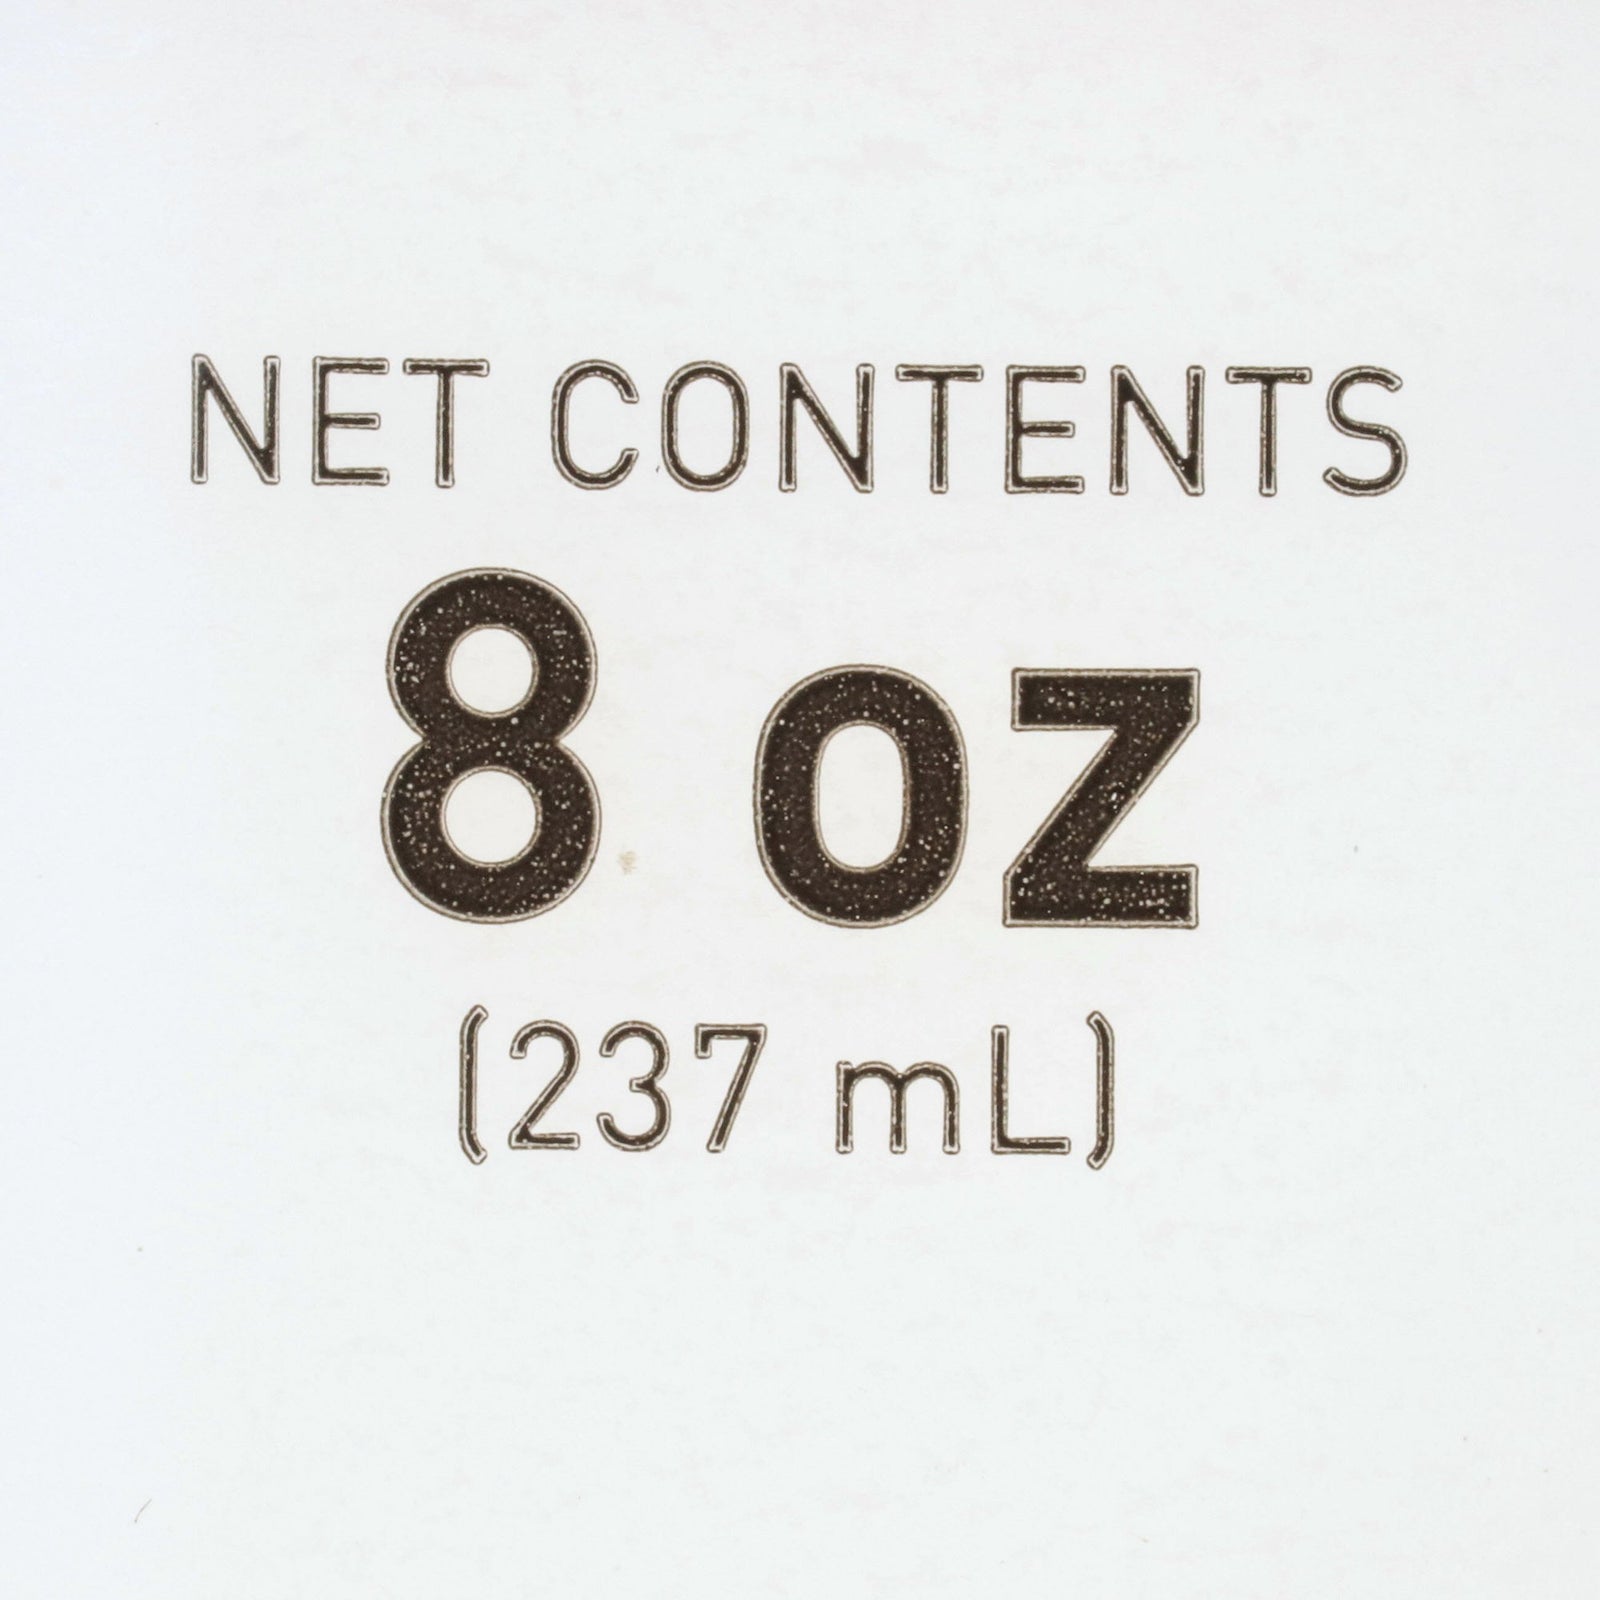 NET CONTENTS
8 oz
(237 mL)